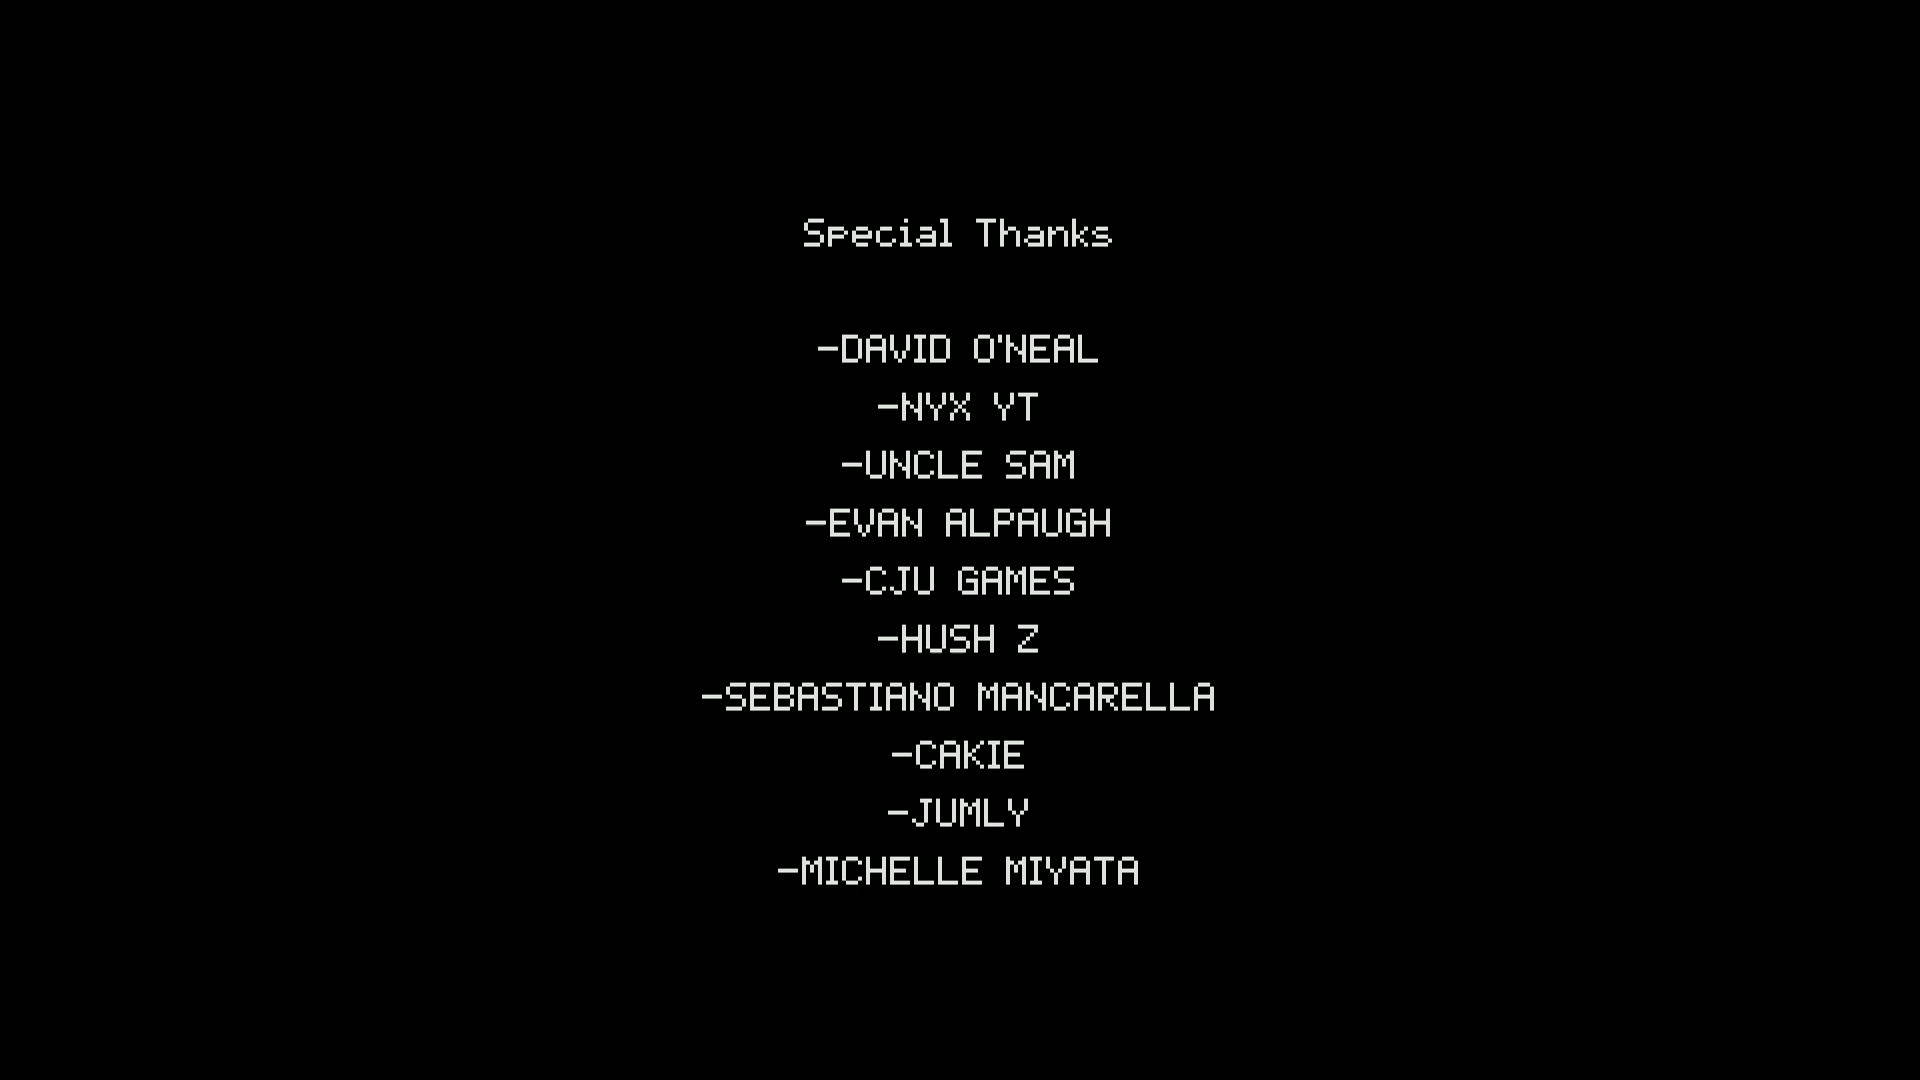 Special Thanks
-DAVID O'NEAL
-NYX YT
-UNCLE SAM
-EVAN ALPAUGH
-CJU GAMES
-HUSH Z
-SEBASTIANO MANCARELLA
-CAKIE
-JUMLY
-MICHELLE MIYATA